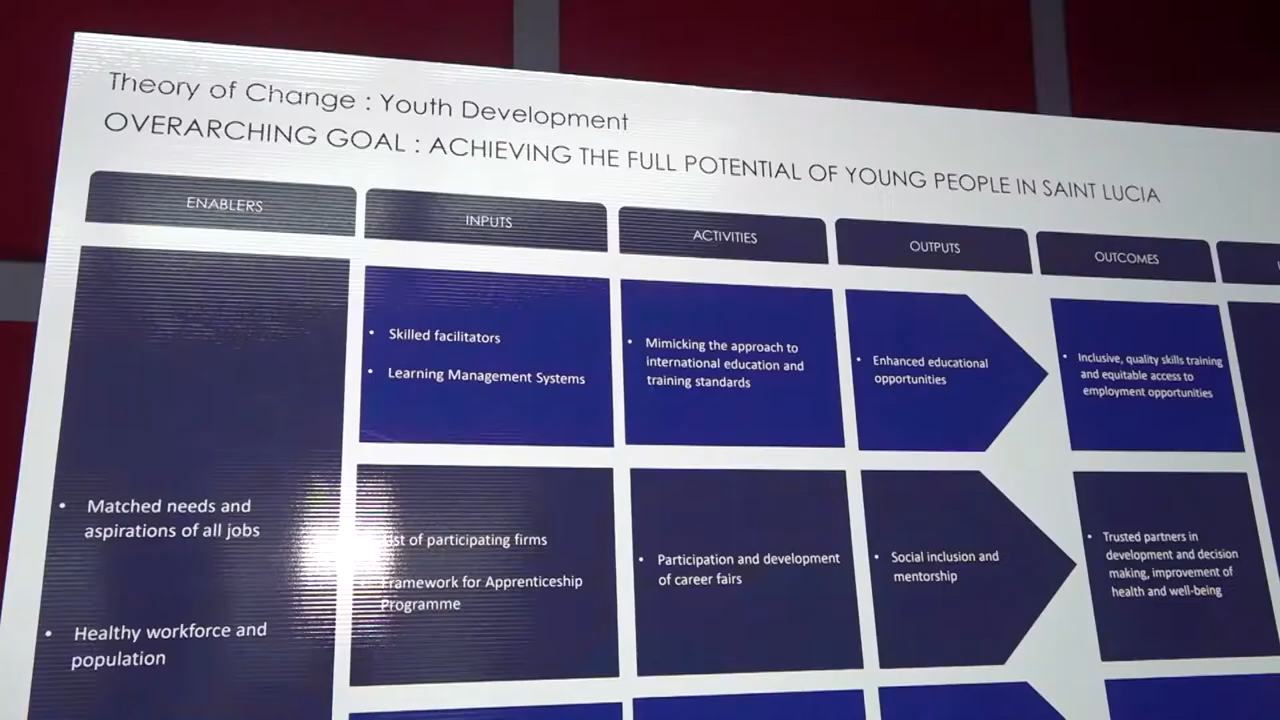 Theory of Change : Youth Development
OVERARCHING GOAL : ACHIEVING THE FULL POTENTIAL OF YOUNG PEOPLE IN SAINT LUCIA
ENABLERS
INPUTS
ACTIVITIES
OUTPUTS
OUTCOMES
• Matched needs and
aspirations of all jobs
• Healthy workforce and
population
• Skilled facilitators
• Learning Management Systems
• Mimicking the approach to
international education and
training standards
• Enhanced educational
opportunities
• Inclusive, quality skills training
and equitable access to
employment opportunities
of participating firms
Framework for Apprenticeship
Programme
• Participation and development
of career fairs
• Social inclusion and
mentorship
• Trusted partners in
development and decision
making, improvement of
health and well-being